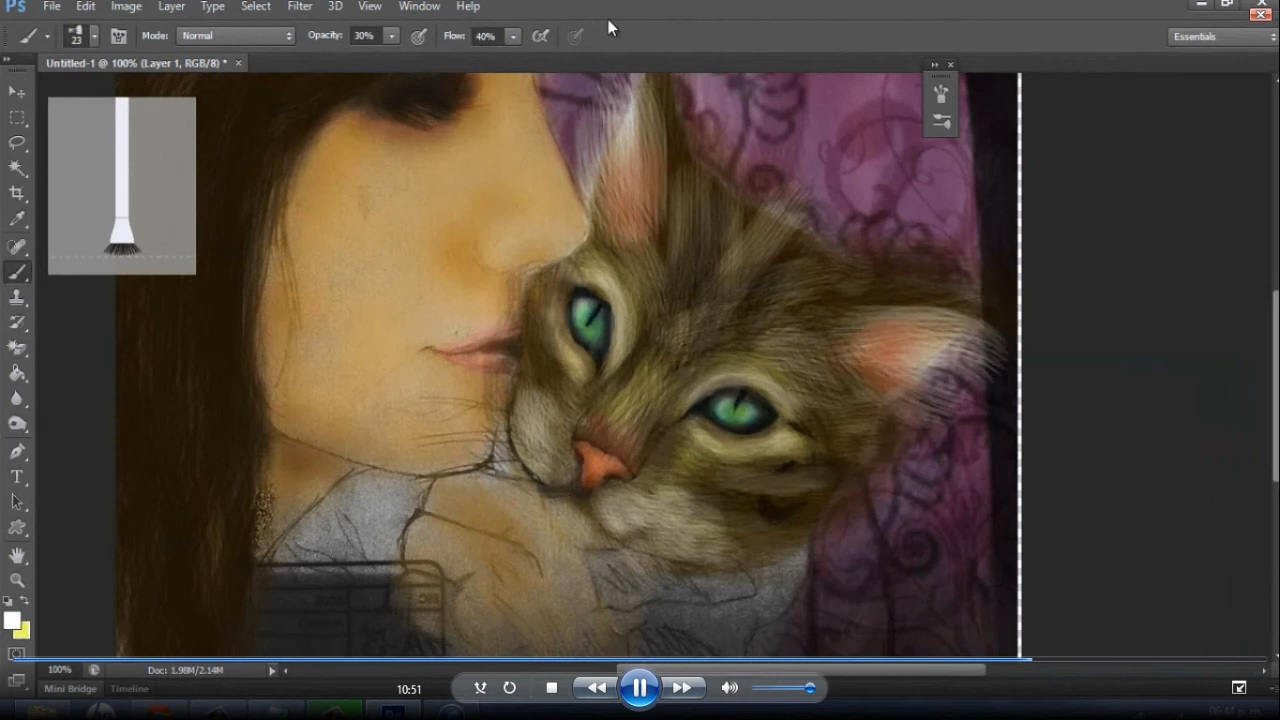 Ps File Edit Image Layer Type Select Filter 3D View Window Help
23 Mode: Normal Opacity: 30% Flow: 40% Essentials
Untitled-1 @ 100% (Layer 1, RGB/8) * ×
100% Doc: 1.98M/2.14M
Mini Bridge Timeline
10:51
06:44 p.m.